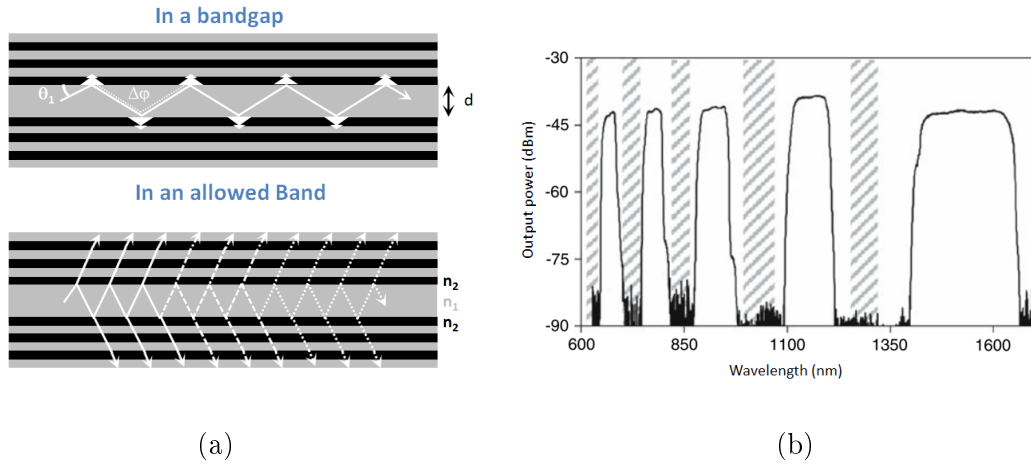 In a bandgap
θ1
Δφ
d
In an allowed Band
n2
n1
n2
(a)
Output power (dBm)
-30
-45
-60
-75
-90
600
850
1100
1350
1600
Wavelength (nm)
(b)